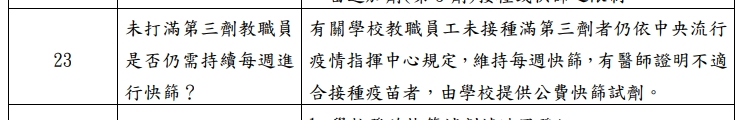 未打滿第三劑教職員
是否仍需持續每週進
行快篩？
23
有關學校教職員工未接種滿第三劑者仍依中央流行
疫情指揮中心規定，維持每週快篩，有醫師證明不適
合接種疫苗者，由學校提供公費快篩試劑。